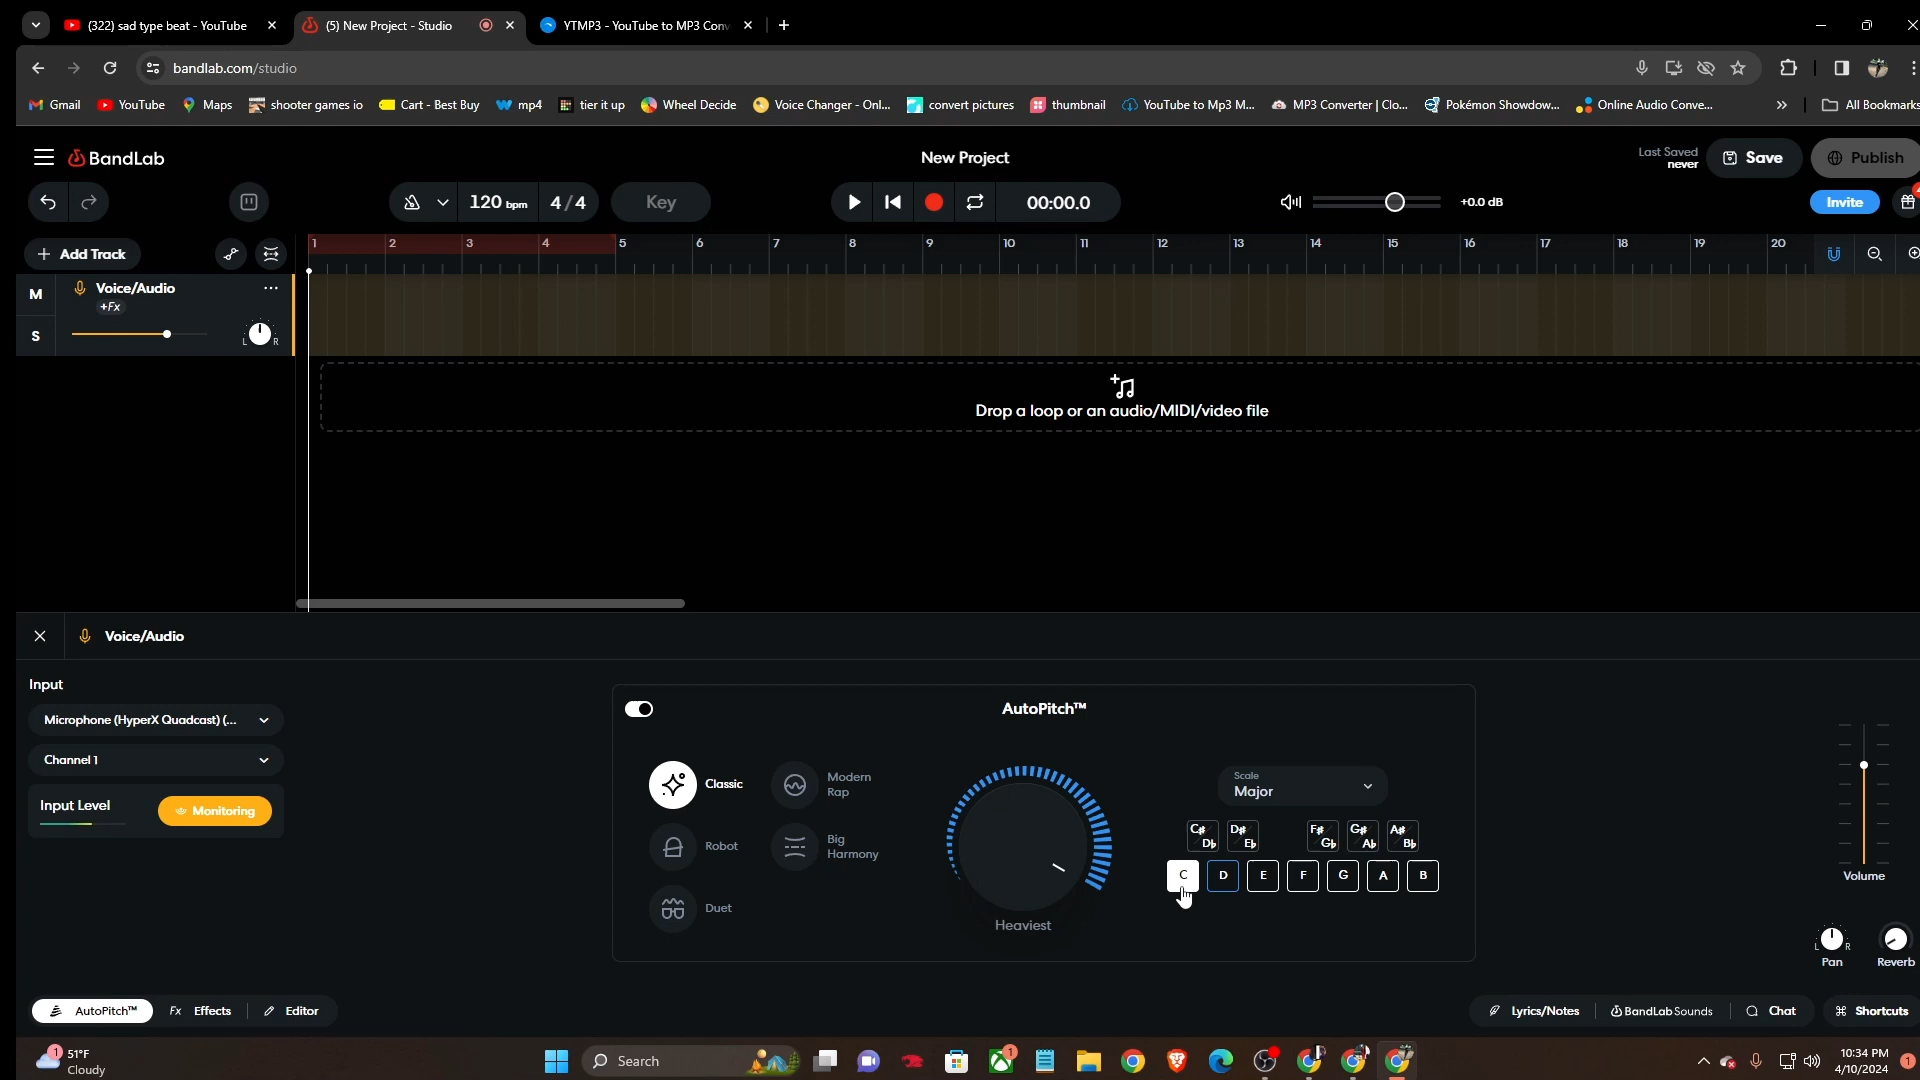 (322) sad type beat - YouTube
(5) New Project - Studio
YTMP3 - YouTube to MP3 Conv
bandlab.com/studio
Gmail
YouTube
Maps
shooter games io
Cart - Best Buy
mp4
tier it up
Wheel Decide
Voice Changer - Onl...
convert pictures
thumbnail
YouTube to Mp3 M...
MP3 Converter | Clo...
Pokémon Showdow...
Online Audio Conve...
All Bookmarks
BandLab
New Project
Last Saved
never
Save
Publish
120 bpm
4/4
Key
00:00.0
+0.0 dB
Invite
Add Track
1 2 3 4 5 6 7 8 9 10 11 12 13 14 15 16 17 18 19 20
M
Voice/Audio
+Fx
S
L R
Drop a loop or an audio/MIDI/video file
Voice/Audio
Input
Microphone (HyperX Quadcast) (...
Channel 1
Input Level
Monitoring
AutoPitch™
Classic
Modern
Rap
Robot
Big
Harmony
Duet
Heaviest
Scale
Major
C# Db
D# Eb
F# Gb
G# Ab
A# Bb
C D E F G A B
Volume
L R
Pan
Reverb
AutoPitch™
Fx Effects
Editor
Lyrics/Notes
BandLab Sounds
Chat
Shortcuts
1
51°F
Cloudy
Search
1
10:34 PM
4/10/2024
1